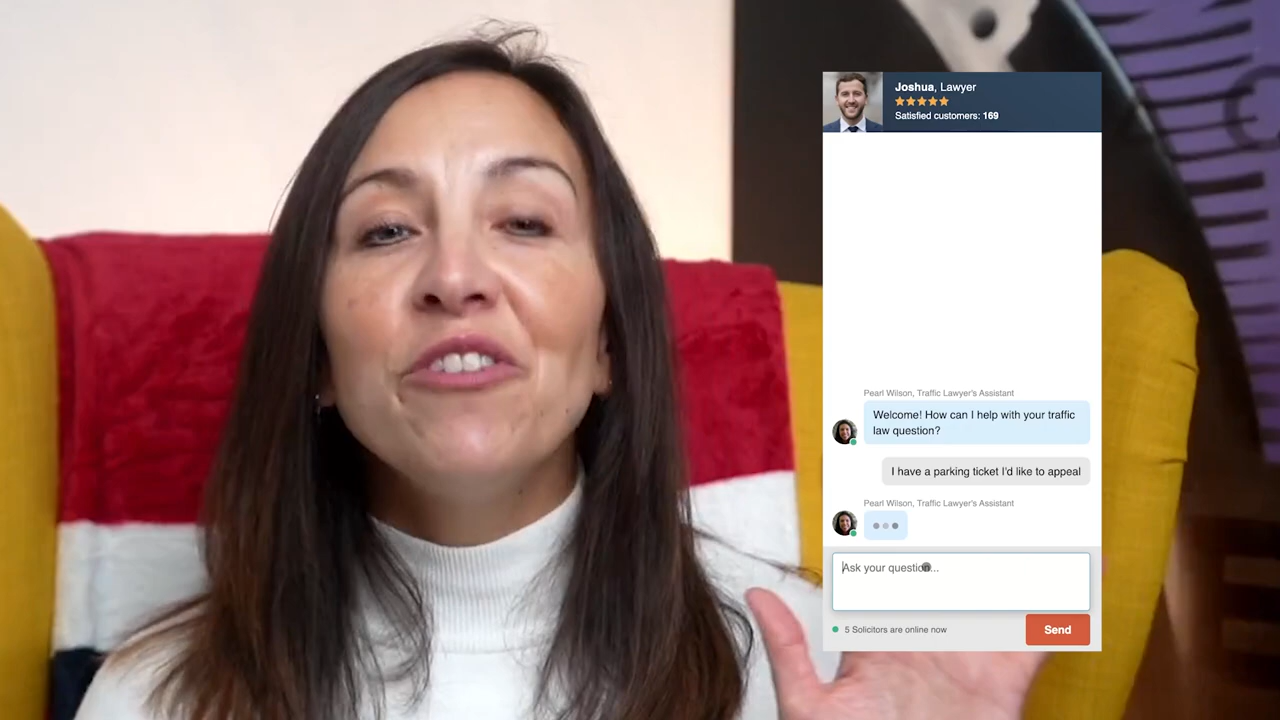 Joshua, Lawyer
Satisfied customers: 169
Pearl Wilson, Traffic Lawyer's Assistant
Welcome! How can I help with your traffic
law question?
I have a parking ticket I'd like to appeal
Pearl Wilson, Traffic Lawyer's Assistant
Ask your question...
5 Solicitors are online now
Send